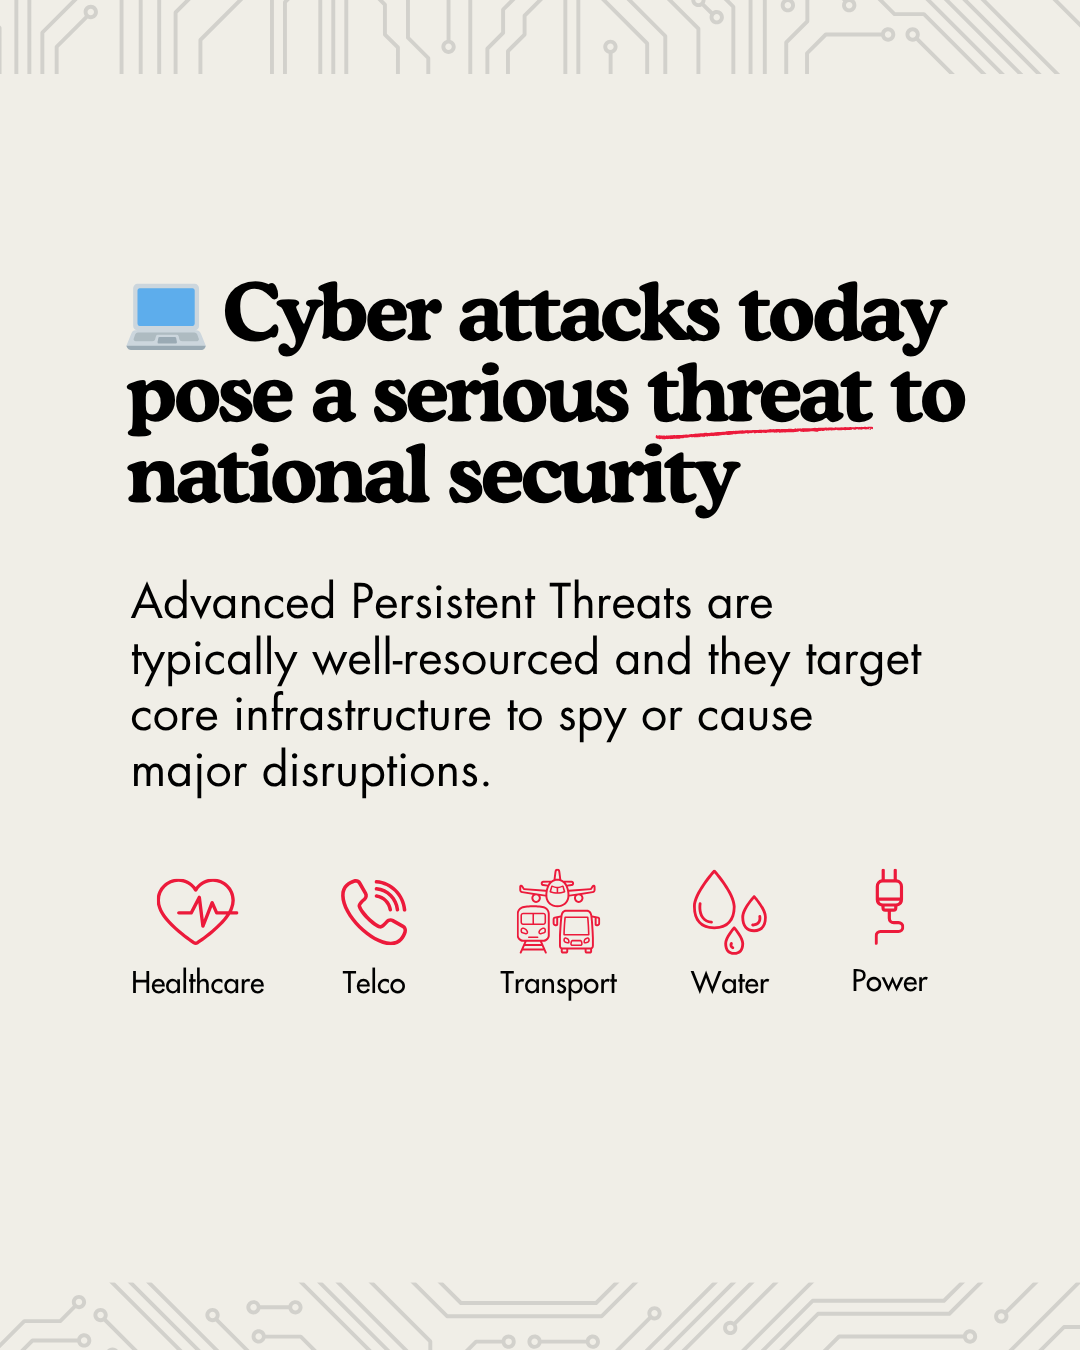 Cyber attacks today
pose a serious threat to
national security
Advanced Persistent Threats are
typically well-resourced and they target
core infrastructure to spy or cause
major disruptions.
Healthcare
Telco
Transport
Water
Power